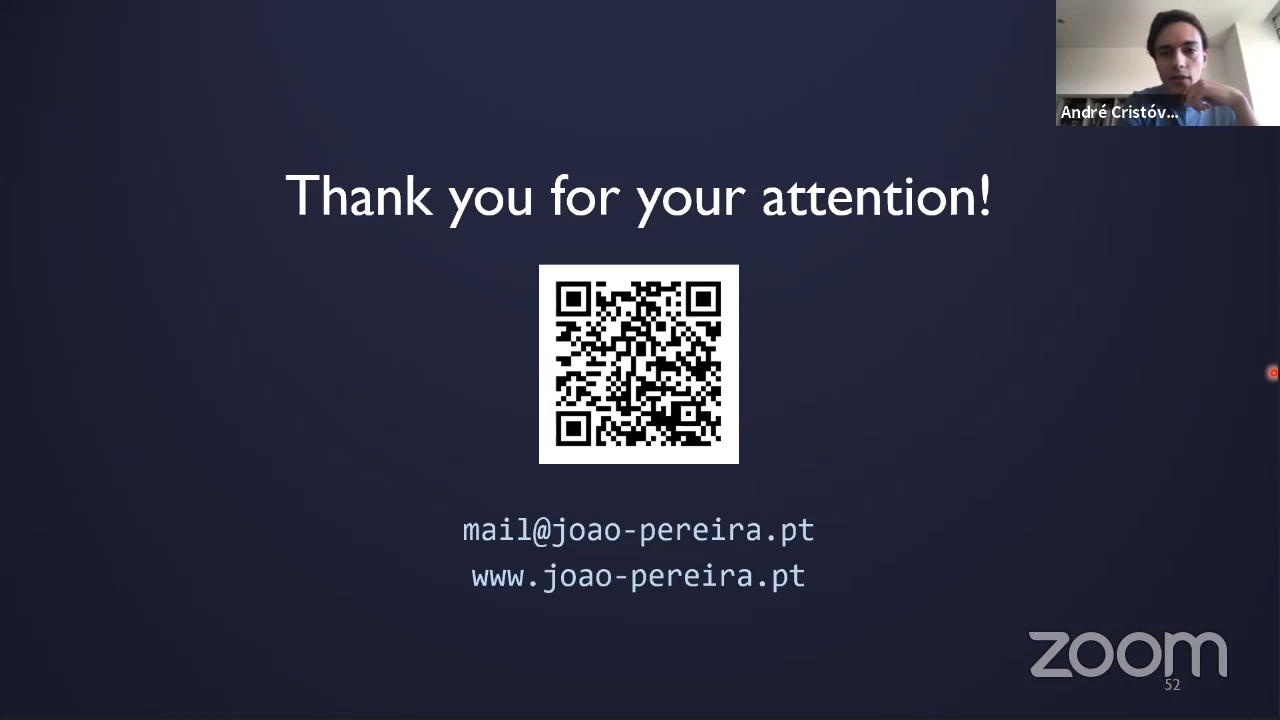 André Cristóv...
Thank you for your attention!
mail@joao-pereira.pt
www.joao-pereira.pt
zoom
52